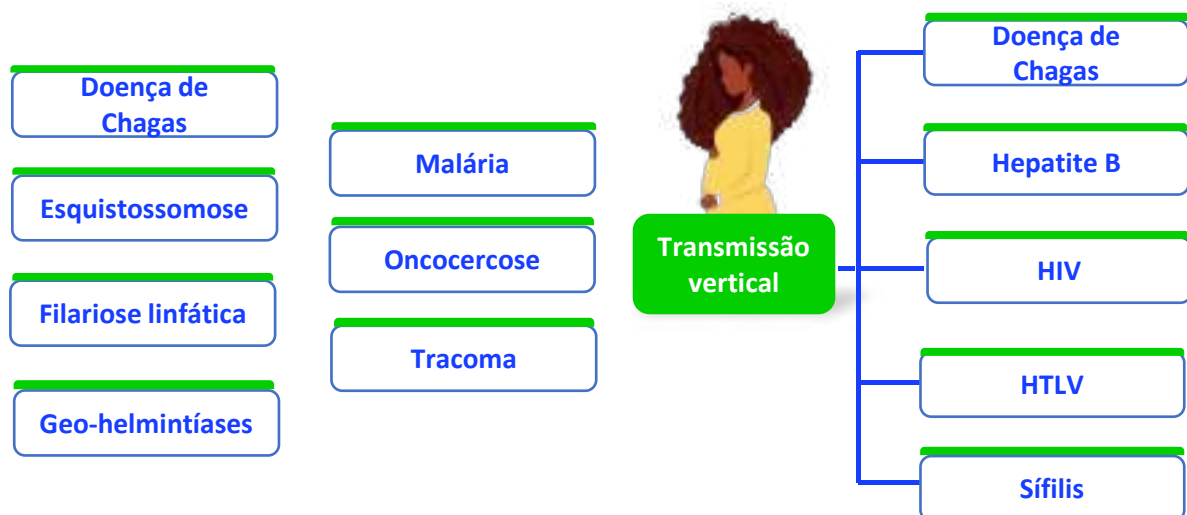 Doença de
Chagas
Esquistossomose
Filariose linfática
Geo-helmintíases
Malária
Oncocercose
Tracoma
Transmissão
vertical
Doença de
Chagas
Hepatite B
HIV
HTLV
Sífilis